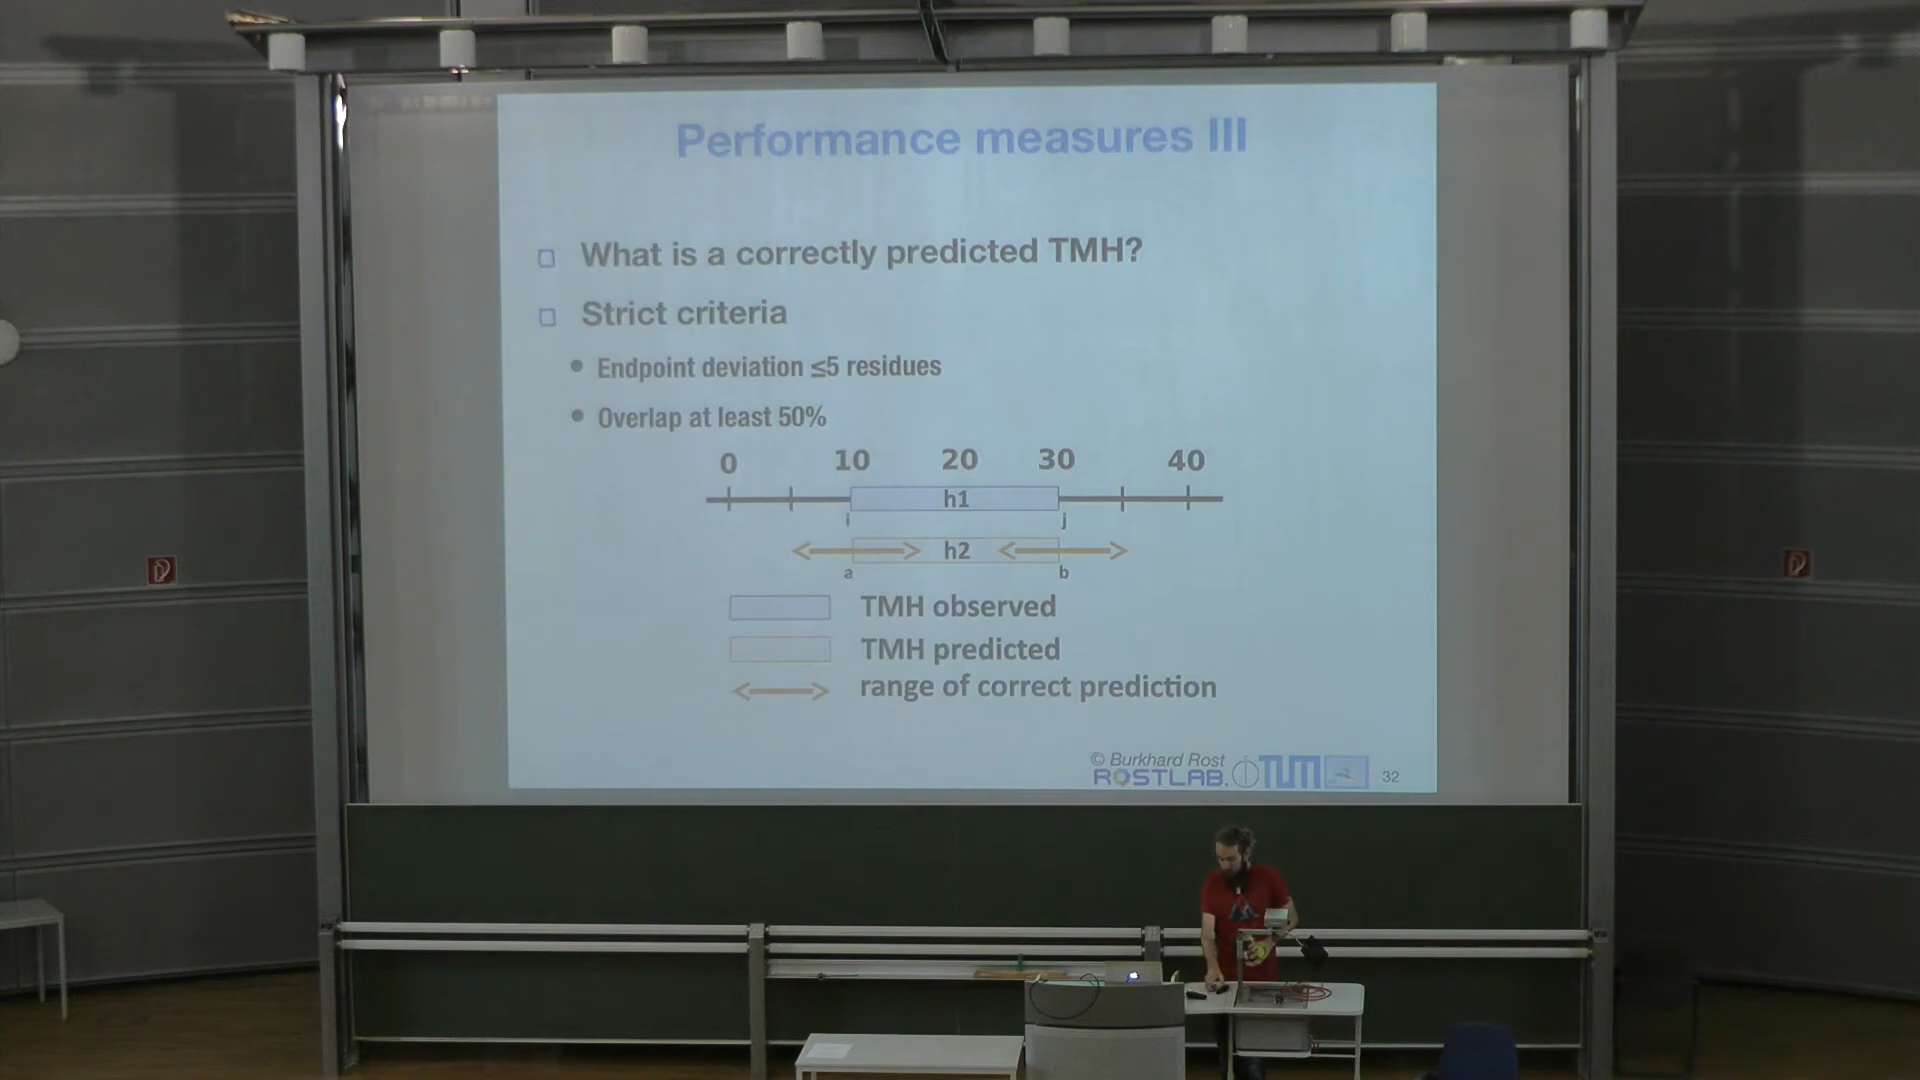 Performance measures III
What is a correctly predicted TMH?
Strict criteria
Endpoint deviation ≤5 residues
Overlap at least 50%
0 10 20 30 40
h1
i j
h2
a b
TMH observed
TMH predicted
range of correct prediction
© Burkhard Rost
ROSTLAB. TUM 32